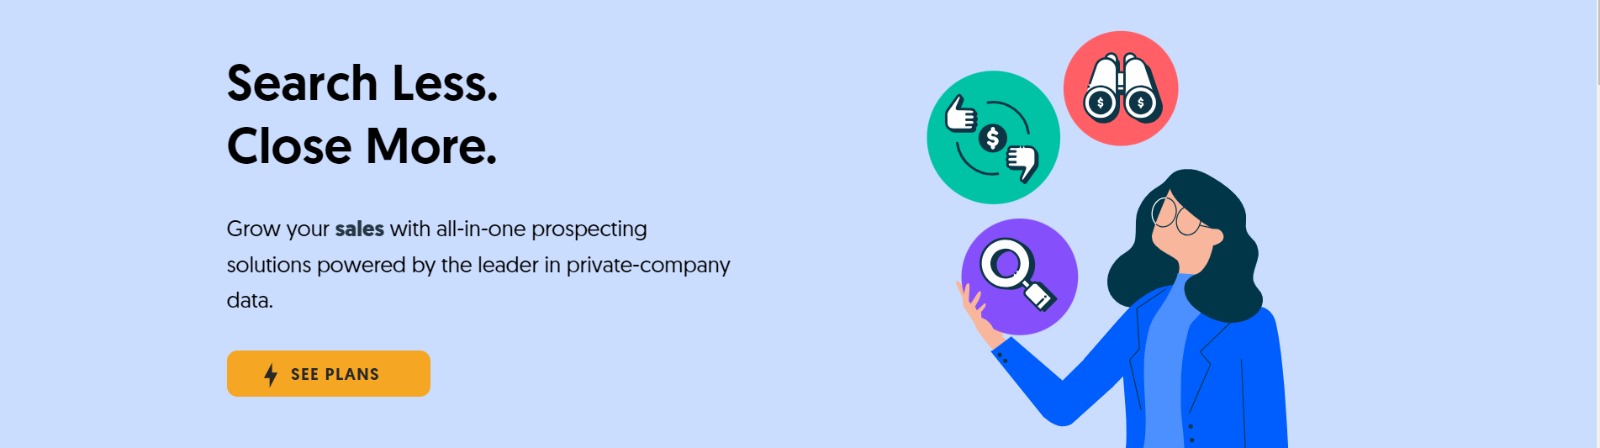 Search Less.
Close More.
Grow your sales with all-in-one prospecting
solutions powered by the leader in private-company
data.
SEE PLANS
$
$ $